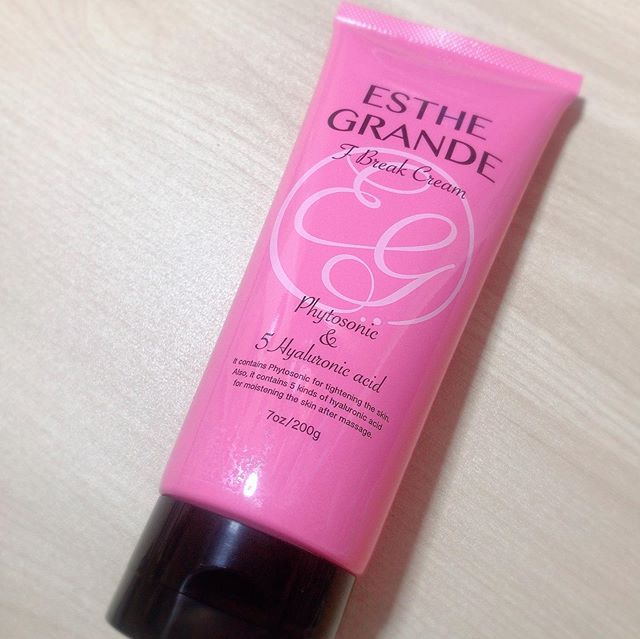 ESTHE
GRANDE
F Break Cream
EG
Phytosonic
&
5 Hyaluronic acid
It contains Phytosonic for tightening the skin.
Also, it contains 5 kinds of hyaluronic acid
for moistening the skin after massage.
7oz/200g